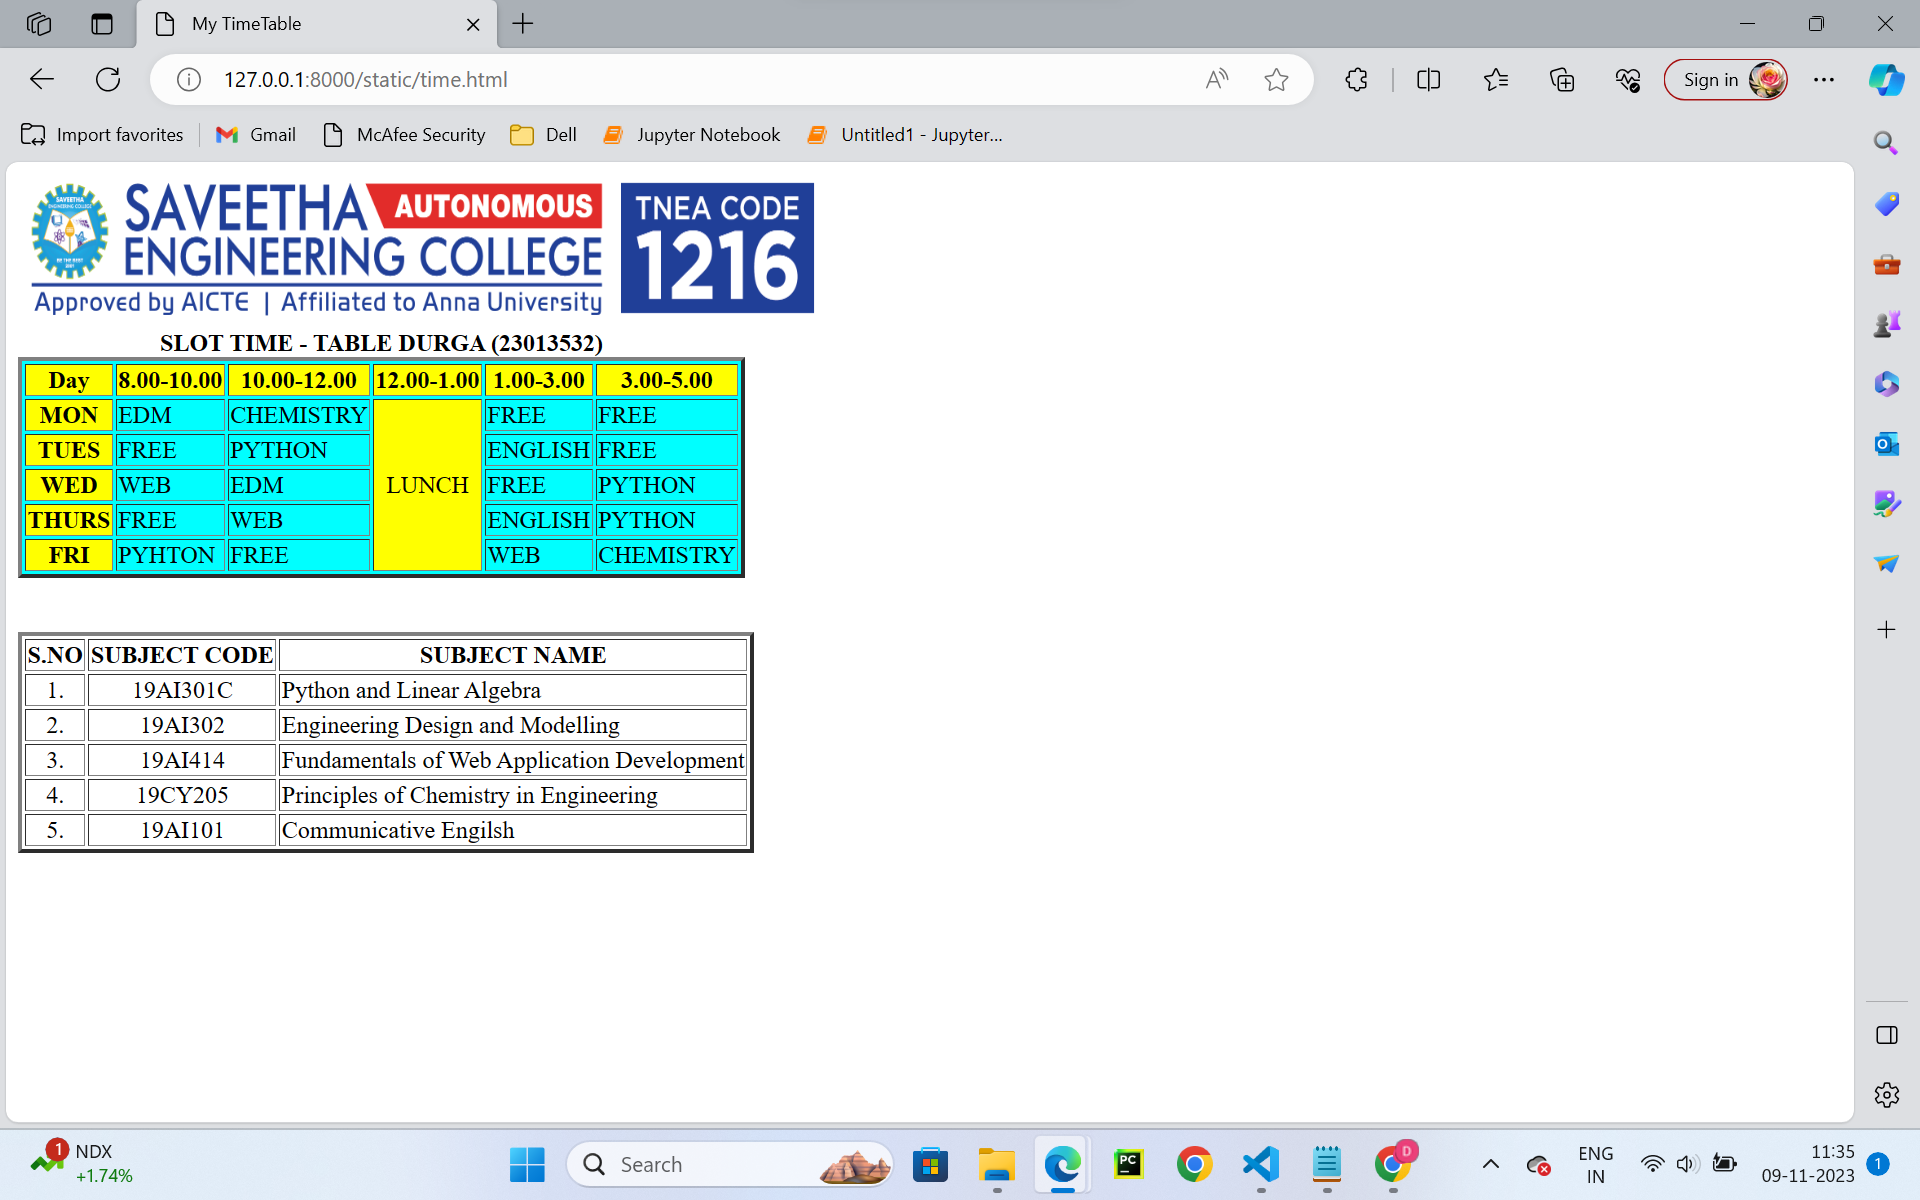 My TimeTable
127.0.0.1:8000/static/time.html
Sign in
Import favorites
Gmail
McAfee Security
Dell
Jupyter Notebook
Untitled1 - Jupyter...
SAVEETHA AUTONOMOUS
ENGINEERING COLLEGE
Approved by AICTE | Affiliated to Anna University
TNEA CODE
1216
SLOT TIME - TABLE DURGA (23013532)
Day 8.00-10.00 10.00-12.00 12.00-1.00 1.00-3.00 3.00-5.00
MON EDM CHEMISTRY FREE FREE
TUES FREE PYTHON ENGLISH FREE
WED WEB EDM LUNCH FREE PYTHON
THURS FREE WEB ENGLISH PYTHON
FRI PYHTON FREE WEB CHEMISTRY
S.NO SUBJECT CODE SUBJECT NAME
1. 19AI301C Python and Linear Algebra
2. 19AI302 Engineering Design and Modelling
3. 19AI414 Fundamentals of Web Application Development
4. 19CY205 Principles of Chemistry in Engineering
5. 19AI101 Communicative Engilsh
1
NDX
+1.74%
Search
PC
D
ENG
IN
11:35
09-11-2023
1